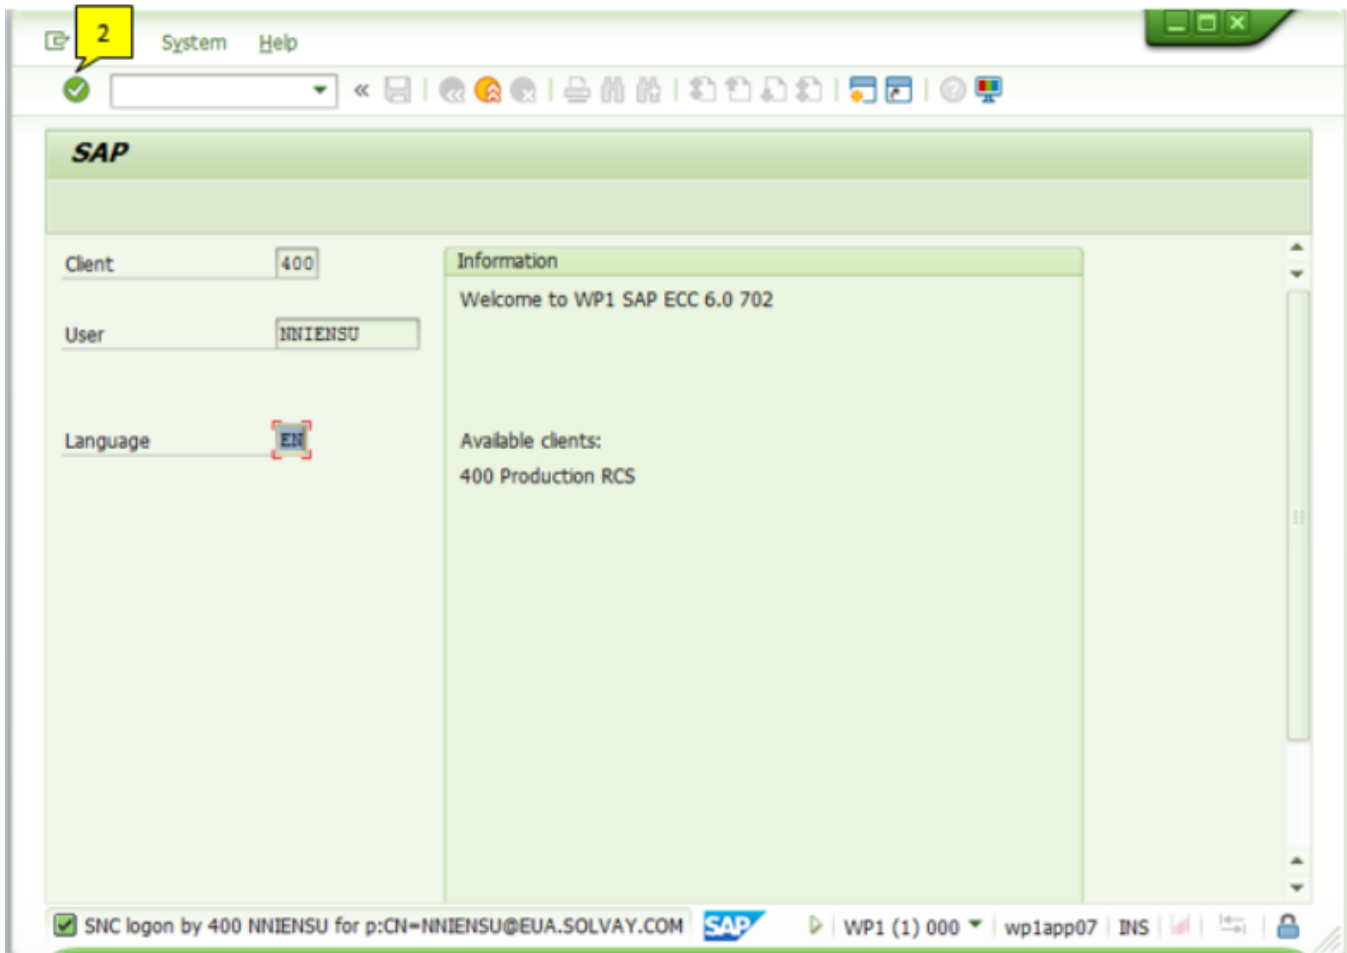 2
System Help
SAP
Client 400
Information
Welcome to WP1 SAP ECC 6.0 702
User NNIENSU
Language EN
Available clients:
400 Production RCS
SNC logon by 400 NNIENSU for p:CN=NNIENSU@EUA.SOLVAY.COM SAP WP1 (1) 000 wp1app07 INS